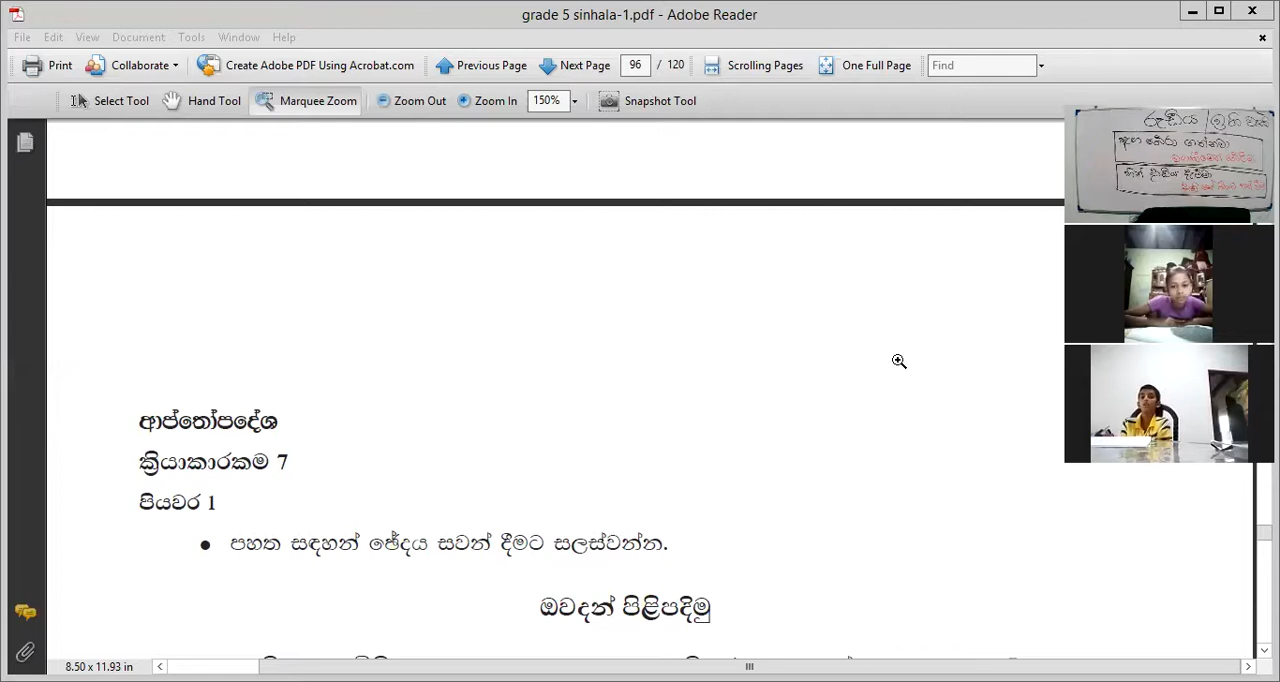 grade 5 sinhala-1.pdf - Adobe Reader
File Edit View Document Tools Window Help
Print Collaborate Create Adobe PDF Using Acrobat.com Previous Page Next Page 96 / 120 Scrolling Pages One Full Page Find
Select Tool Hand Tool Marquee Zoom Zoom Out Zoom In 150% Snapshot Tool
ආප්තෝපදේශ
ක්‍රියාකාරකම 7
පියවර 1
● පහත සඳහන් ඡේදය සවන් දීමට සලස්වන්න.
ඔවදන් පිළිපදිමු
8.50 x 11.93 in